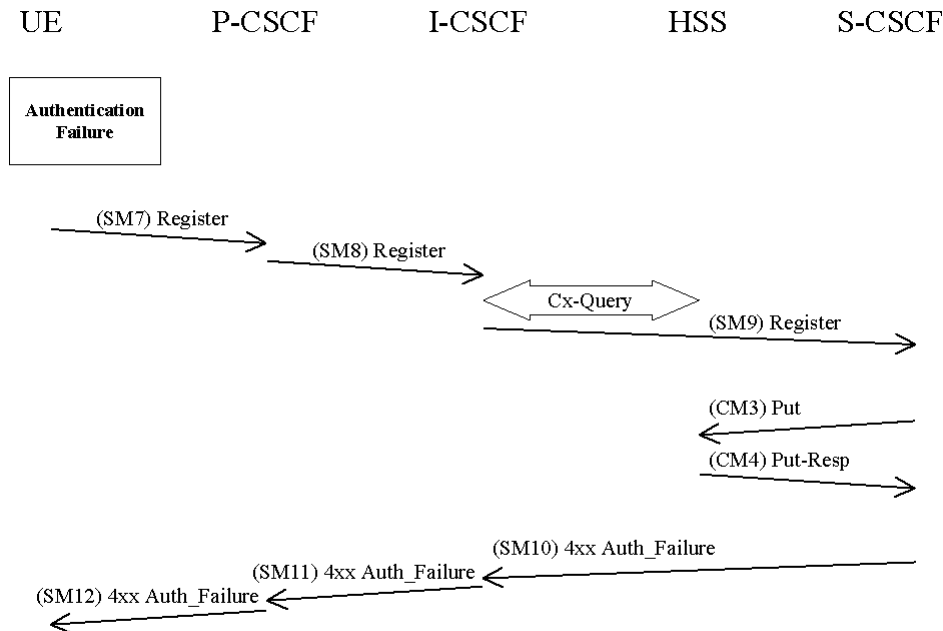 UE P-CSCF I-CSCF HSS S-CSCF
Authentication
Failure
(SM7) Register
(SM8) Register
Cx-Query
(SM9) Register
(CM3) Put
(CM4) Put-Resp
(SM10) 4xx Auth_Failure
(SM11) 4xx Auth_Failure
(SM12) 4xx Auth_Failure